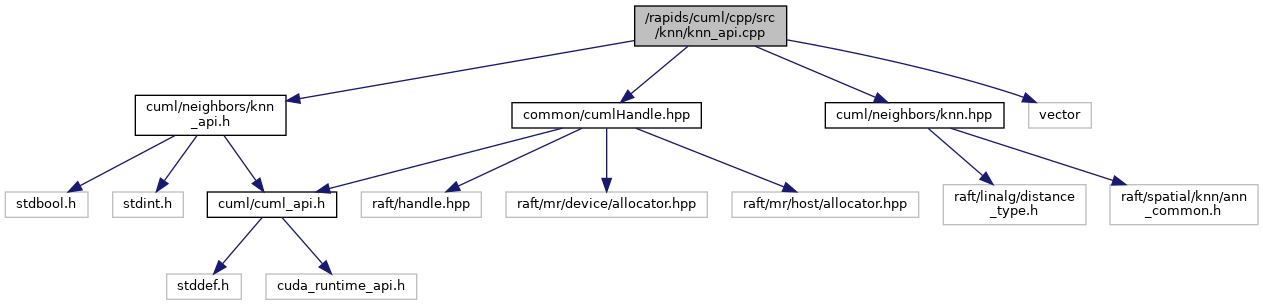 /rapids/cuml/cpp/src
/knn/knn_api.cpp
cuml/neighbors/knn
_api.h
common/cumlHandle.hpp
cuml/neighbors/knn.hpp
vector
stdbool.h
stdint.h
cuml/cuml_api.h
raft/handle.hpp
raft/mr/device/allocator.hpp
raft/mr/host/allocator.hpp
raft/linalg/distance
_type.h
raft/spatial/knn/ann
_common.h
stddef.h
cuda_runtime_api.h